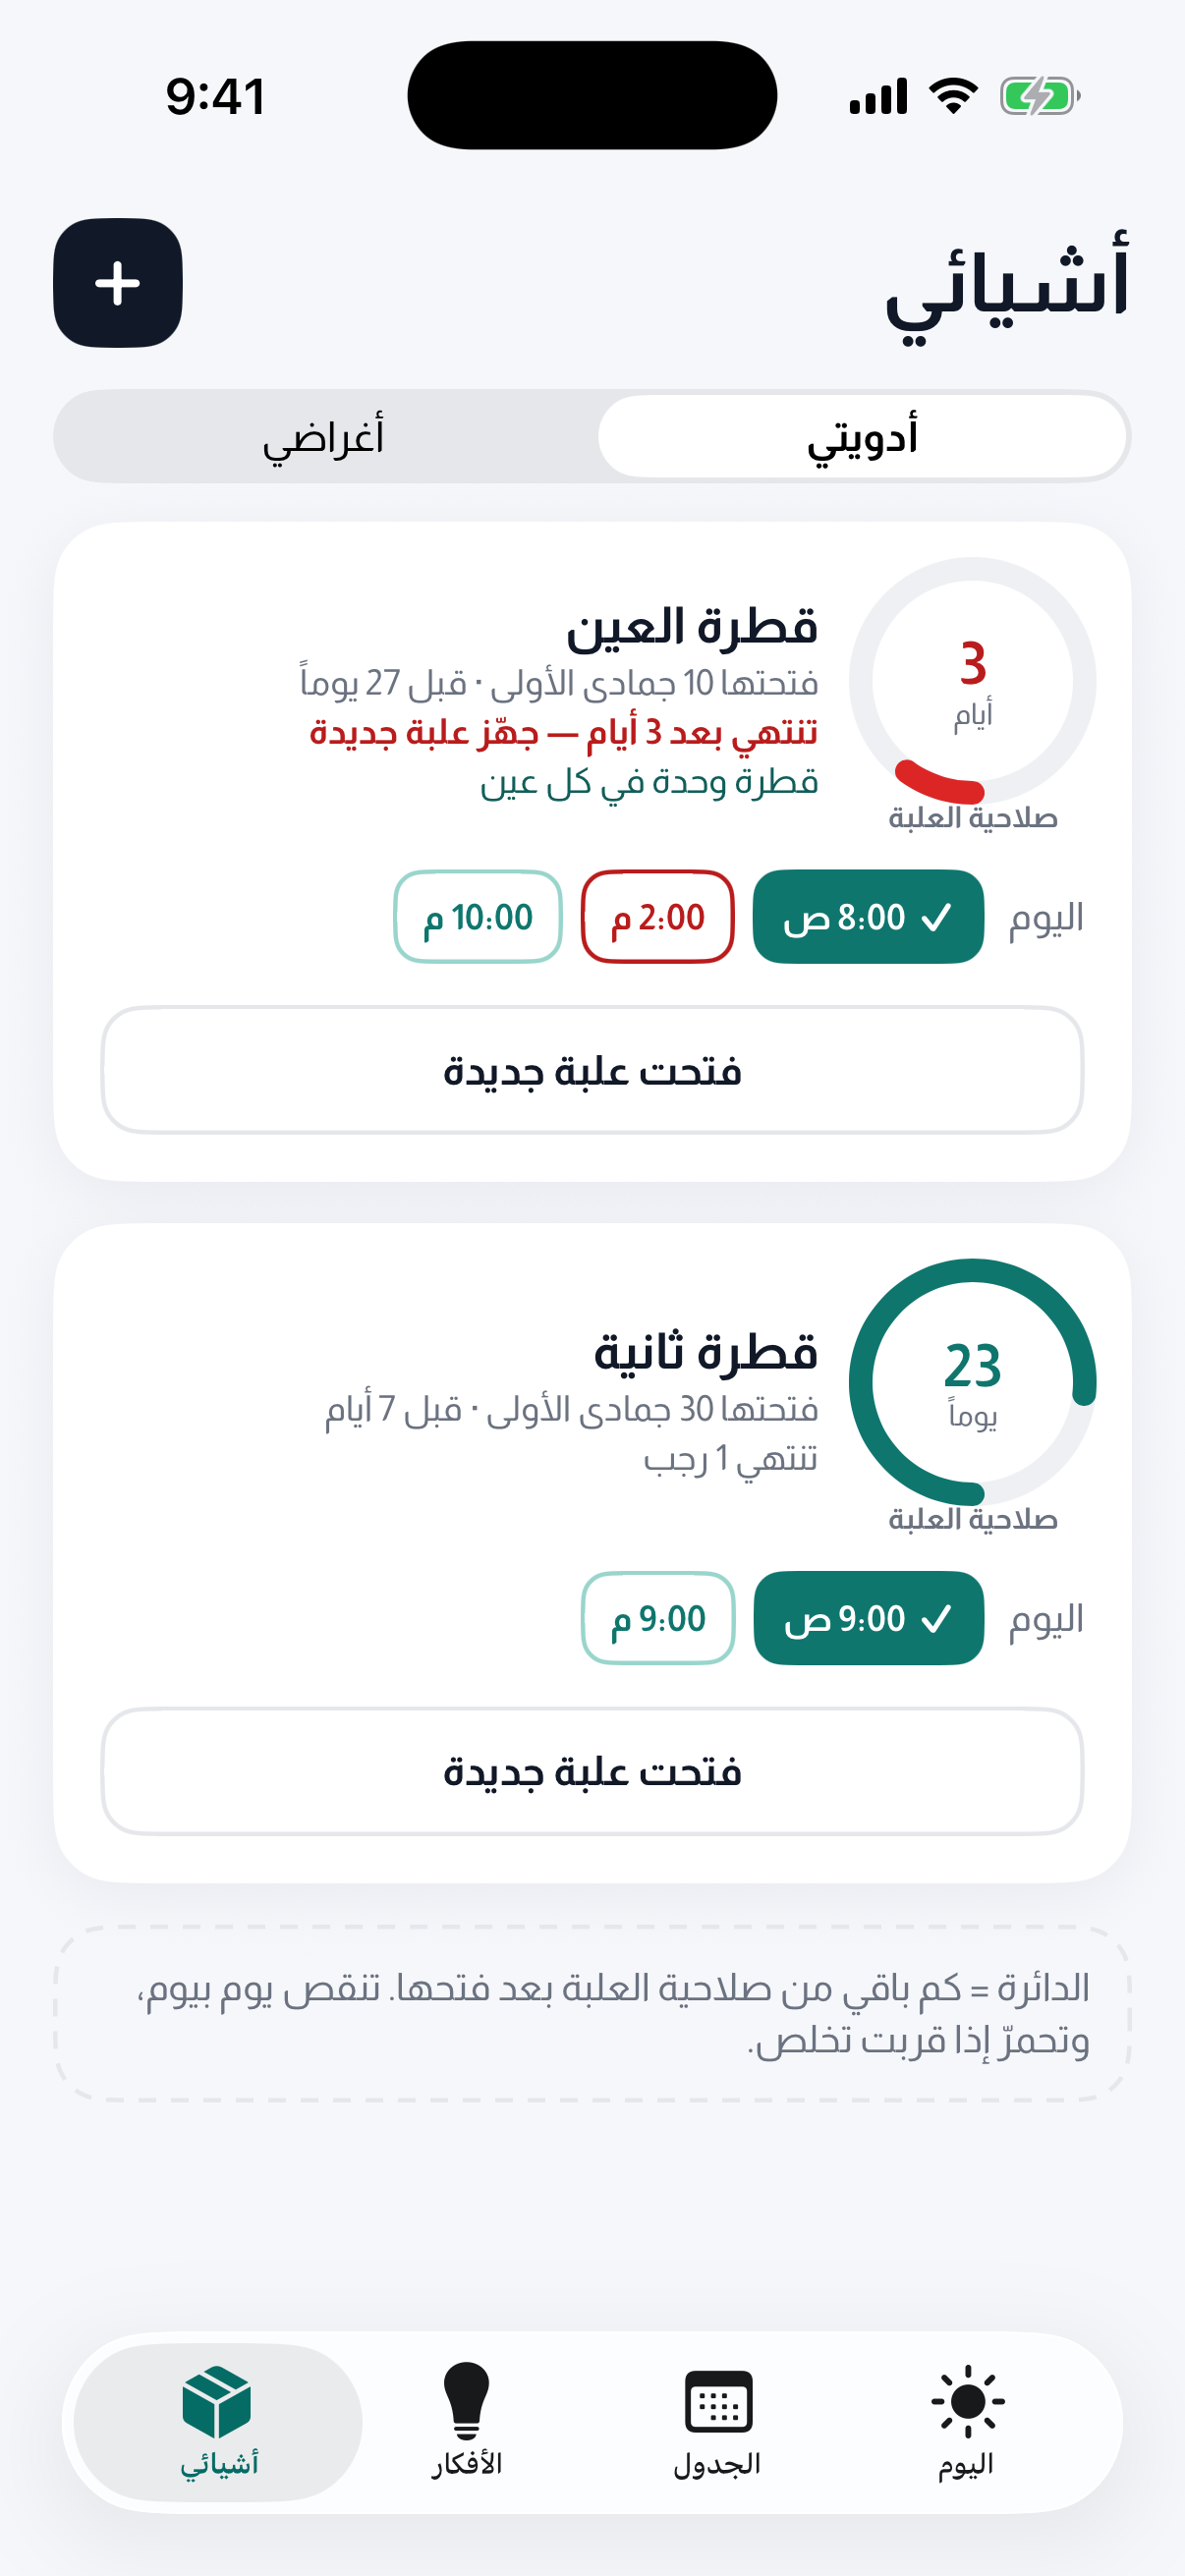 9:41
أشيائي
أدويتي
أغراضي
3
أيام
صلاحية العلبة
قطرة العين
فتحتها 10 جمادى الأولى · قبل 27 يوماً
تنتهي بعد 3 أيام — جهّز علبة جديدة
قطرة وحدة في كل عين
اليوم
8:00 ص
2:00 م
10:00 م
فتحت علبة جديدة
23
يوماً
صلاحية العلبة
قطرة ثانية
فتحتها 30 جمادى الأولى · قبل 7 أيام
تنتهي 1 رجب
اليوم
9:00 ص
9:00 م
فتحت علبة جديدة
الدائرة = كم باقي من صلاحية العلبة بعد فتحها. تنقص يوم بيوم،
وتحمرّ إذا قربت تخلص.
اليوم
الجدول
الأفكار
أشيائي